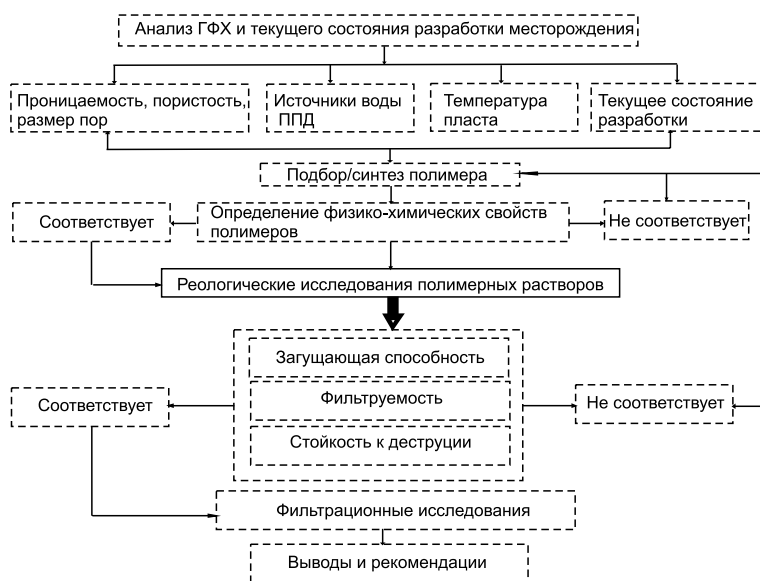 Анализ ГФХ и текущего состояния разработки месторождения
Проницаемость, пористость,
размер пор
Источники воды
ППД
Температура
пласта
Текущее состояние
разработки
Подбор/синтез полимера
Соответствует
Определение физико-химических свойств
полимеров
Не соответствует
Реологические исследования полимерных растворов
Загущающая способность
Фильтруемость
Стойкость к деструции
Соответствует
Не соответствует
Фильтрационные исследования
Выводы и рекомендации